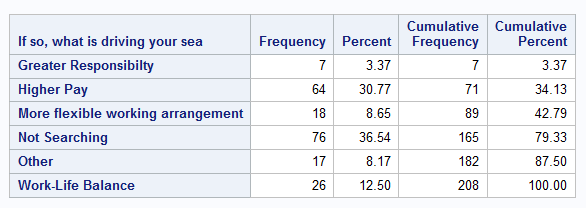 If so, what is driving your sea Frequency Percent Cumulative Frequency Cumulative Percent
Greater Responsibilty 7 3.37 7 3.37
Higher Pay 64 30.77 71 34.13
More flexible working arrangement 18 8.65 89 42.79
Not Searching 76 36.54 165 79.33
Other 17 8.17 182 87.50
Work-Life Balance 26 12.50 208 100.00